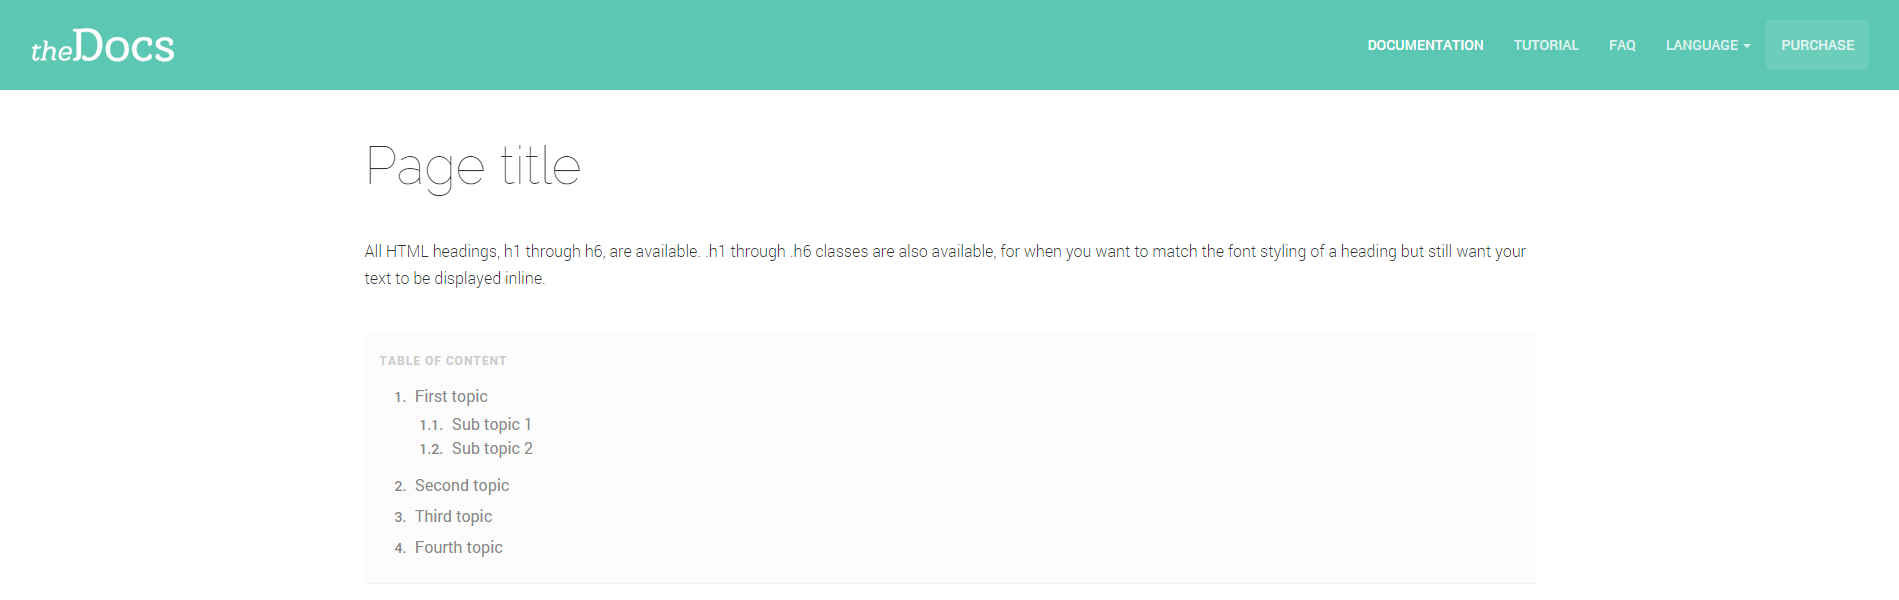 theDocs
DOCUMENTATION TUTORIAL FAQ LANGUAGE PURCHASE
Page title
All HTML headings, h1 through h6, are available. .h1 through .h6 classes are also available, for when you want to match the font styling of a heading but still want your
text to be displayed inline.
TABLE OF CONTENT
1. First topic
1.1. Sub topic 1
1.2. Sub topic 2
2. Second topic
3. Third topic
4. Fourth topic